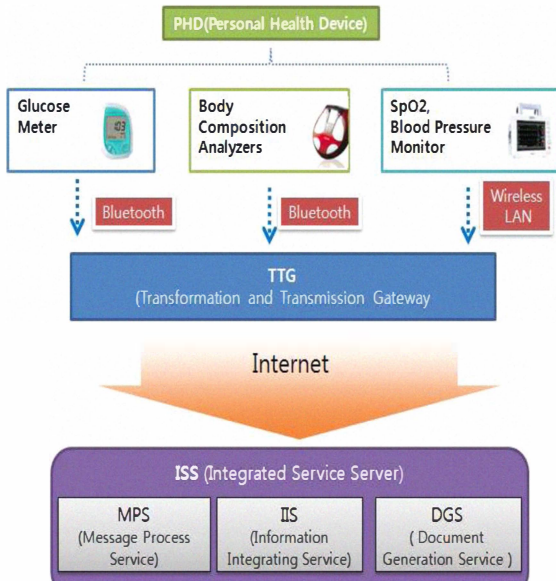 PHD(Personal Health Device)
Glucose
Meter
103
Body
Composition
Analyzers
SpO2,
Blood Pressure
Monitor
Bluetooth
Bluetooth
Wireless
LAN
TTG
(Transformation and Transmission Gateway
Internet
ISS (Integrated Service Server)
MPS
(Message Process
Service)
IIS
(Information
Integrating Service)
DGS
( Document
Generation Service )